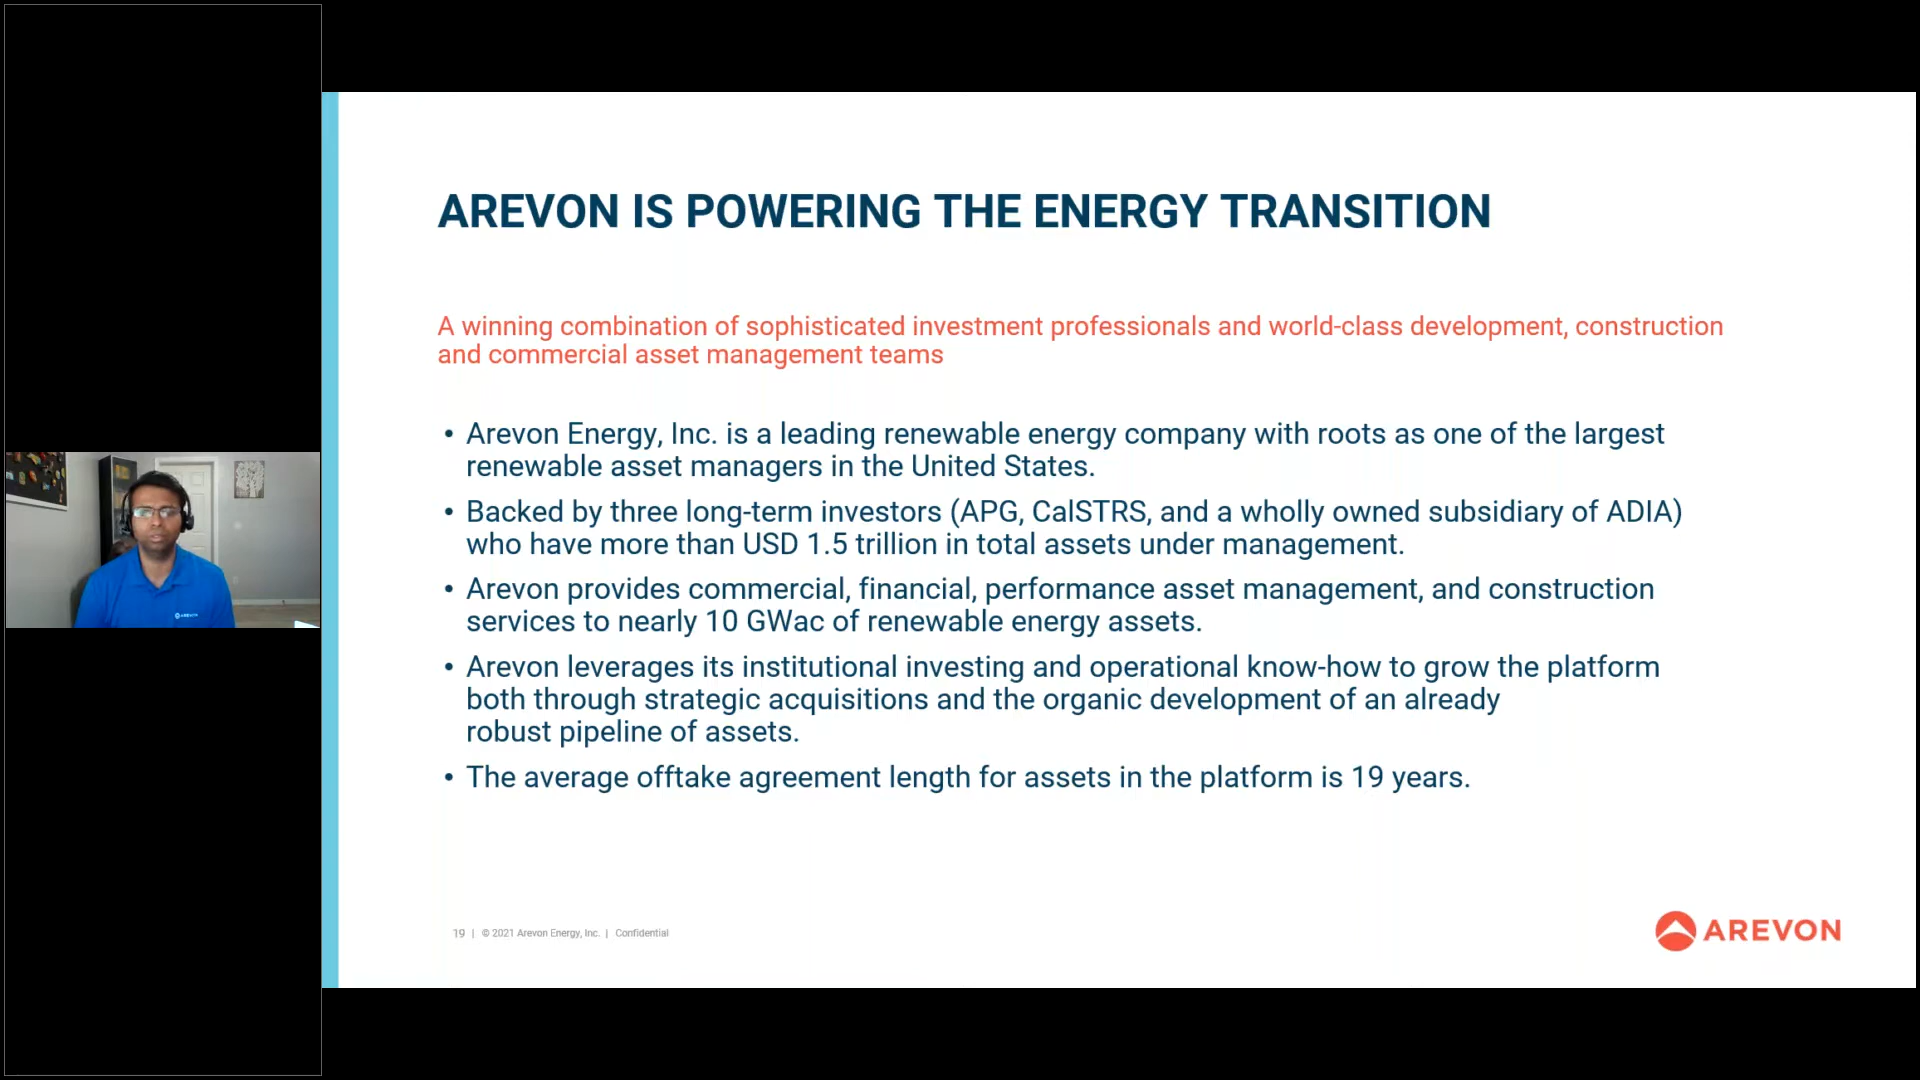 AREVON IS POWERING THE ENERGY TRANSITION
A winning combination of sophisticated investment professionals and world-class development, construction
and commercial asset management teams
• Arevon Energy, Inc. is a leading renewable energy company with roots as one of the largest
renewable asset managers in the United States.
• Backed by three long-term investors (APG, CalSTRS, and a wholly owned subsidiary of ADIA)
who have more than USD 1.5 trillion in total assets under management.
• Arevon provides commercial, financial, performance asset management, and construction
services to nearly 10 GWac of renewable energy assets.
• Arevon leverages its institutional investing and operational know-how to grow the platform
both through strategic acquisitions and the organic development of an already
robust pipeline of assets.
• The average offtake agreement length for assets in the platform is 19 years.
19 | © 2021 Arevon Energy, Inc. | Confidential
AREVON
AREVON